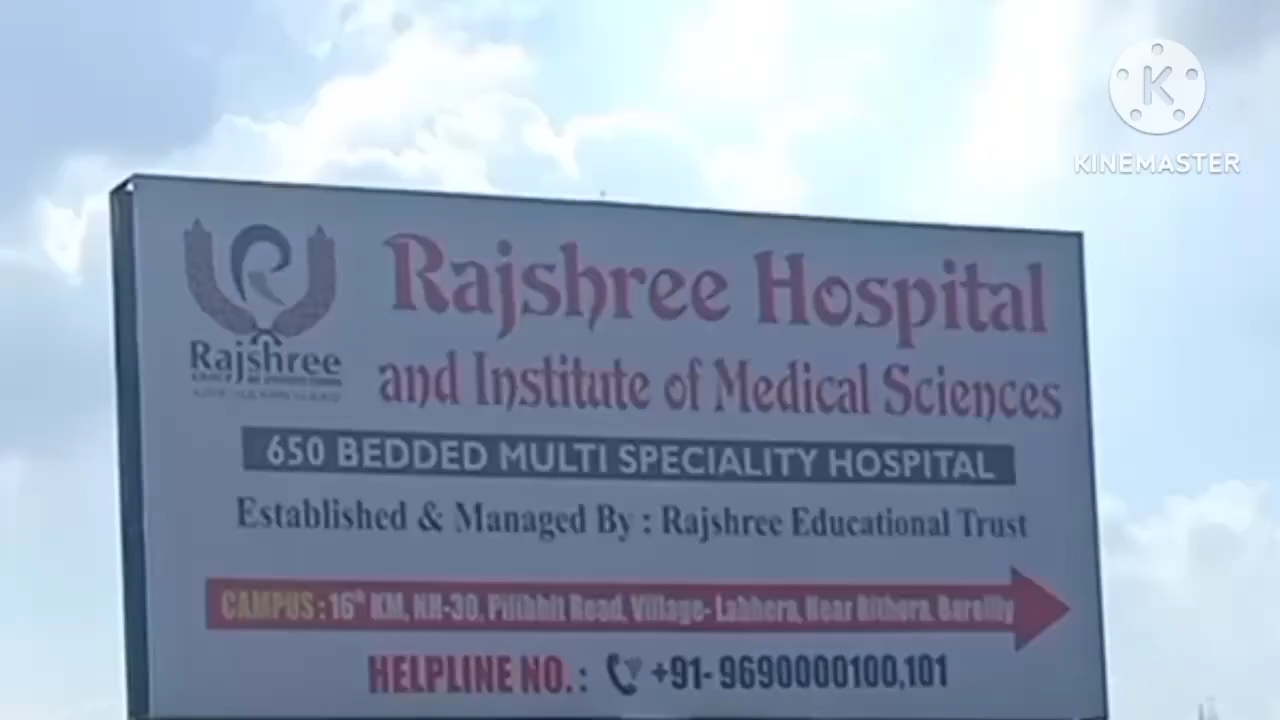 K
KINEMASTER
Rajshree Hospital
and Institute of Medical Sciences
Rajshree
650 BEDDED MULTI SPECIALITY HOSPITAL
Established & Managed By : Rajshree Educational Trust
CAMPUS : 16th KM, NH-30, Pilibhit Road, Village- Labhera, Near Rithora, Bareilly
HELPLINE NO. : +91- 9690000100,101